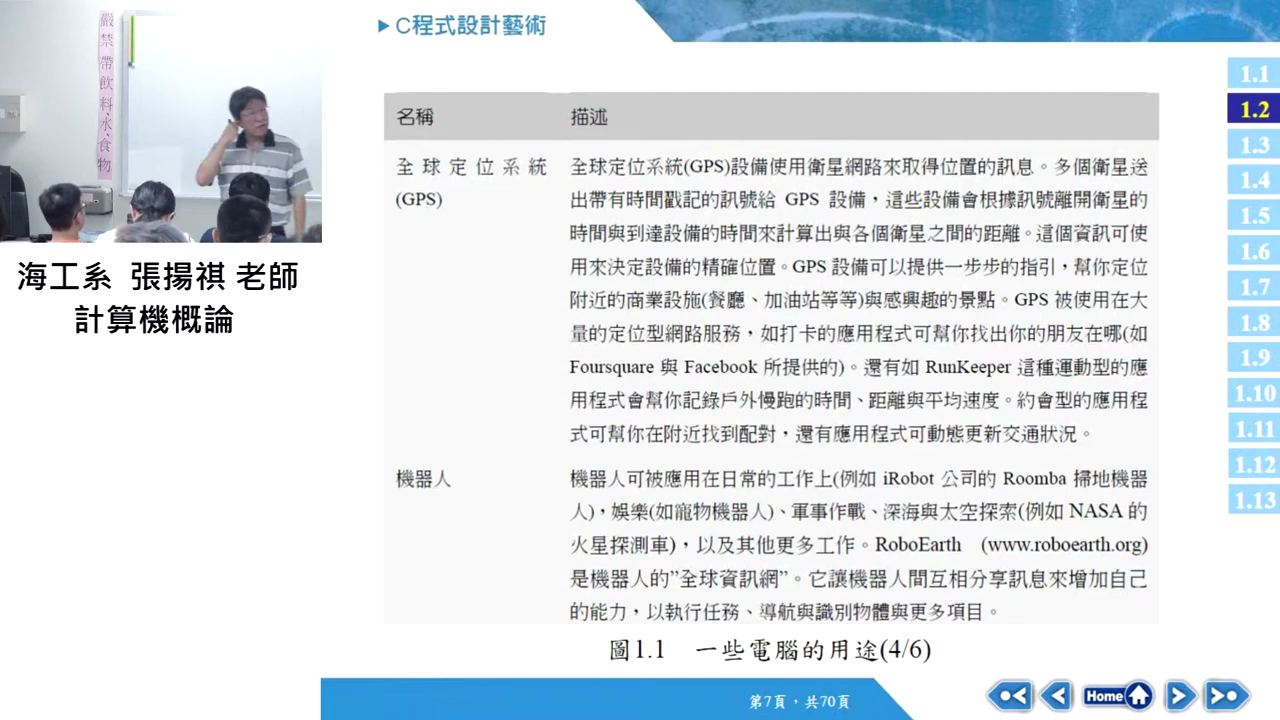 嚴禁帶飲料水食物
海工系 張揚祺 老師
計算機概論
C程式設計藝術
名稱 描述
全球定位系統
(GPS)
全球定位系統(GPS)設備使用衛星網路來取得位置的訊息。多個衛星送
出帶有時間戳記的訊號給 GPS 設備，這些設備會根據訊號離開衛星的
時間與到達設備的時間來計算出與各個衛星之間的距離。這個資訊可使
用來決定設備的精確位置。GPS 設備可以提供一步步的指引，幫你定位
附近的商業設施(餐廳、加油站等等)與感興趣的景點。GPS 被使用在大
量的定位型網路服務，如打卡的應用程式可幫你找出你的朋友在哪(如
Foursquare 與 Facebook 所提供的)。還有如 RunKeeper 這種運動型的應
用程式會幫你記錄戶外慢跑的時間、距離與平均速度。約會型的應用程
式可幫你在附近找到配對，還有應用程式可動態更新交通狀況。
機器人
機器人可被應用在日常的工作上(例如 iRobot 公司的 Roomba 掃地機器
人)，娛樂(如寵物機器人)、軍事作戰、深海與太空探索(例如 NASA 的
火星探測車)，以及其他更多工作。RoboEarth (www.roboearth.org)
是機器人的”全球資訊網”。它讓機器人間互相分享訊息來增加自己
的能力，以執行任務、導航與識別物體與更多項目。
圖1.1 一些電腦的用途(4/6)
第7頁，共70頁
Home
1.1
1.2
1.3
1.4
1.5
1.6
1.7
1.8
1.9
1.10
1.11
1.12
1.13